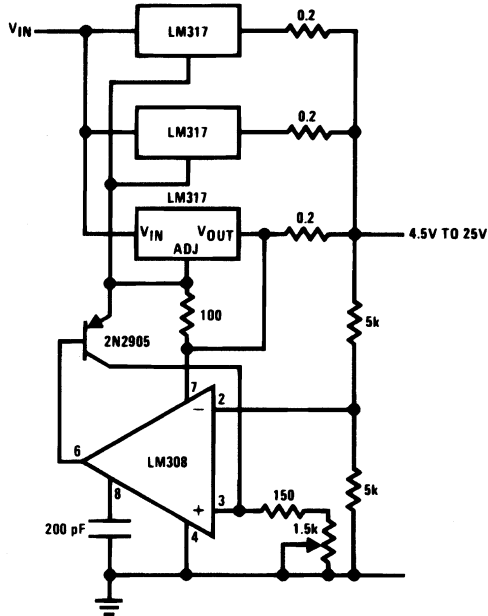 VIN
LM317
0.2
LM317
0.2
LM317
VIN
VOUT
ADJ
0.2
4.5V TO 25V
100
5k
2N2905
7
2
−
6
LM308
8
+
3
4
150
1.5k
5k
200 pF